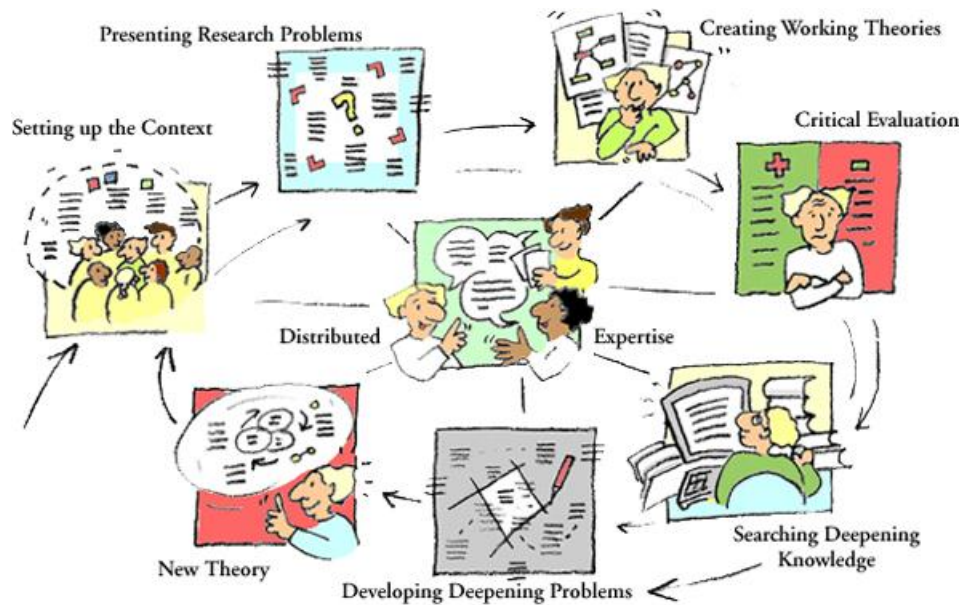 Presenting Research Problems
Creating Working Theories
Setting up the Context
Critical Evaluation
?
Distributed
Expertise
Searching Deepening
Knowledge
New Theory
Developing Deepening Problems